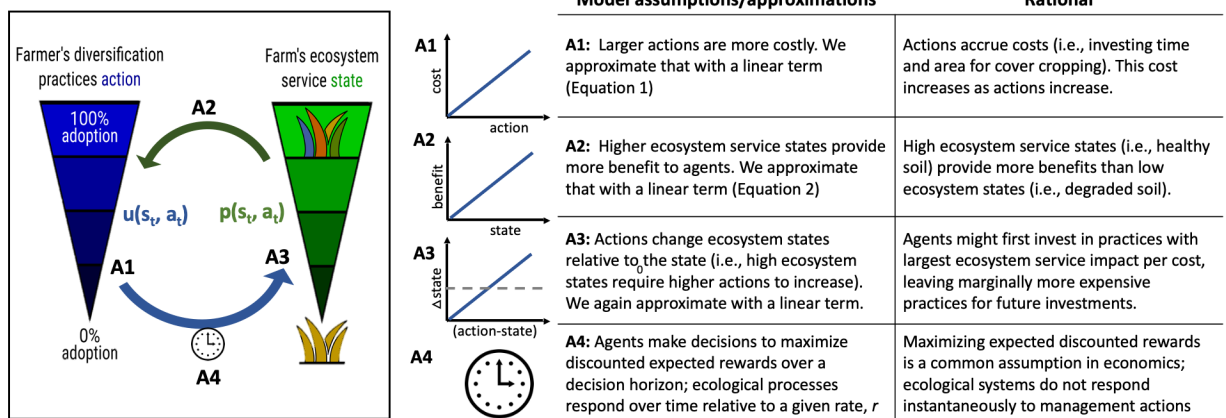 Model assumptions/approximations
Rational
Farmer's diversification
practices action
Farm's ecosystem
service state
100%
adoption
A2
u(sₜ, aₜ)
p(sₜ, aₜ)
A1
A3
0%
adoption
A4
A1
cost
action
A1: Larger actions are more costly. We
approximate that with a linear term
(Equation 1)
Actions accrue costs (i.e., investing time
and area for cover cropping). This cost
increases as actions increase.
A2
benefit
state
A2: Higher ecosystem service states provide
more benefit to agents. We approximate
that with a linear term (Equation 2)
High ecosystem service states (i.e., healthy
soil) provide more benefits than low
ecosystem states (i.e., degraded soil).
A3
Δ state
0
(action-state)
A3: Actions change ecosystem states
relative to the state (i.e., high ecosystem
states require higher actions to increase).
We again approximate with a linear term.
Agents might first invest in practices with
largest ecosystem service impact per cost,
leaving marginally more expensive
practices for future investments.
A4
A4: Agents make decisions to maximize
discounted expected rewards over a
decision horizon; ecological processes
respond over time relative to a given rate, r
Maximizing expected discounted rewards
is a common assumption in economics;
ecological systems do not respond
instantaneously to management actions